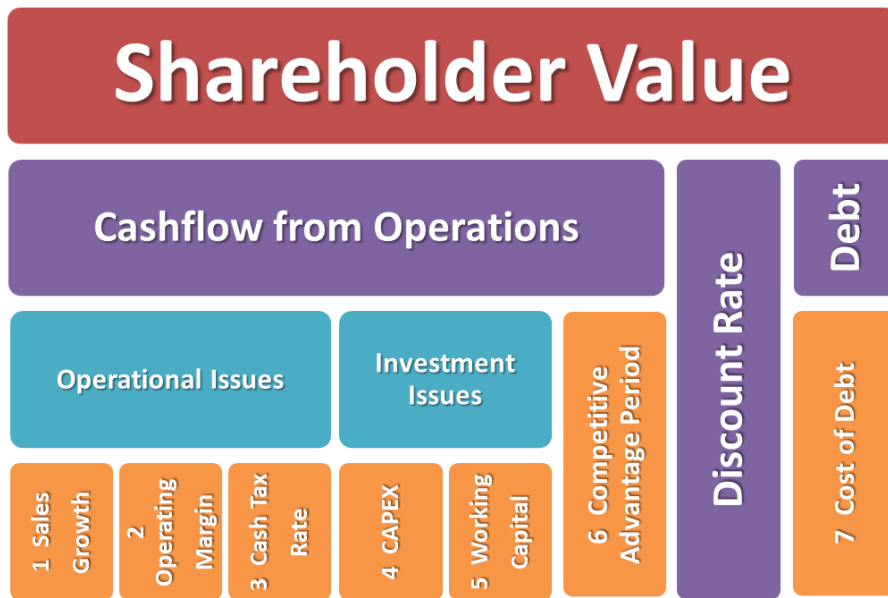 Shareholder Value
Cashflow from Operations
Discount Rate
Debt
Operational Issues
Investment
Issues
6 Competitive
Advantage Period
7 Cost of Debt
1 Sales
Growth
2
Operating
Margin
3 Cash Tax
Rate
4 CAPEX
5 Working
Capital